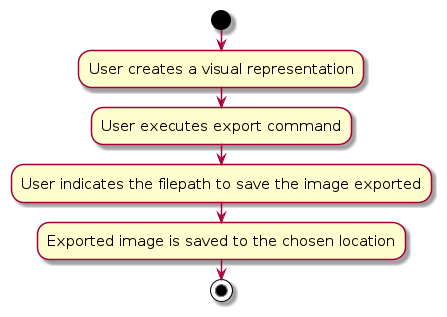 User creates a visual representation
User executes export command
User indicates the filepath to save the image exported
Exported image is saved to the chosen location